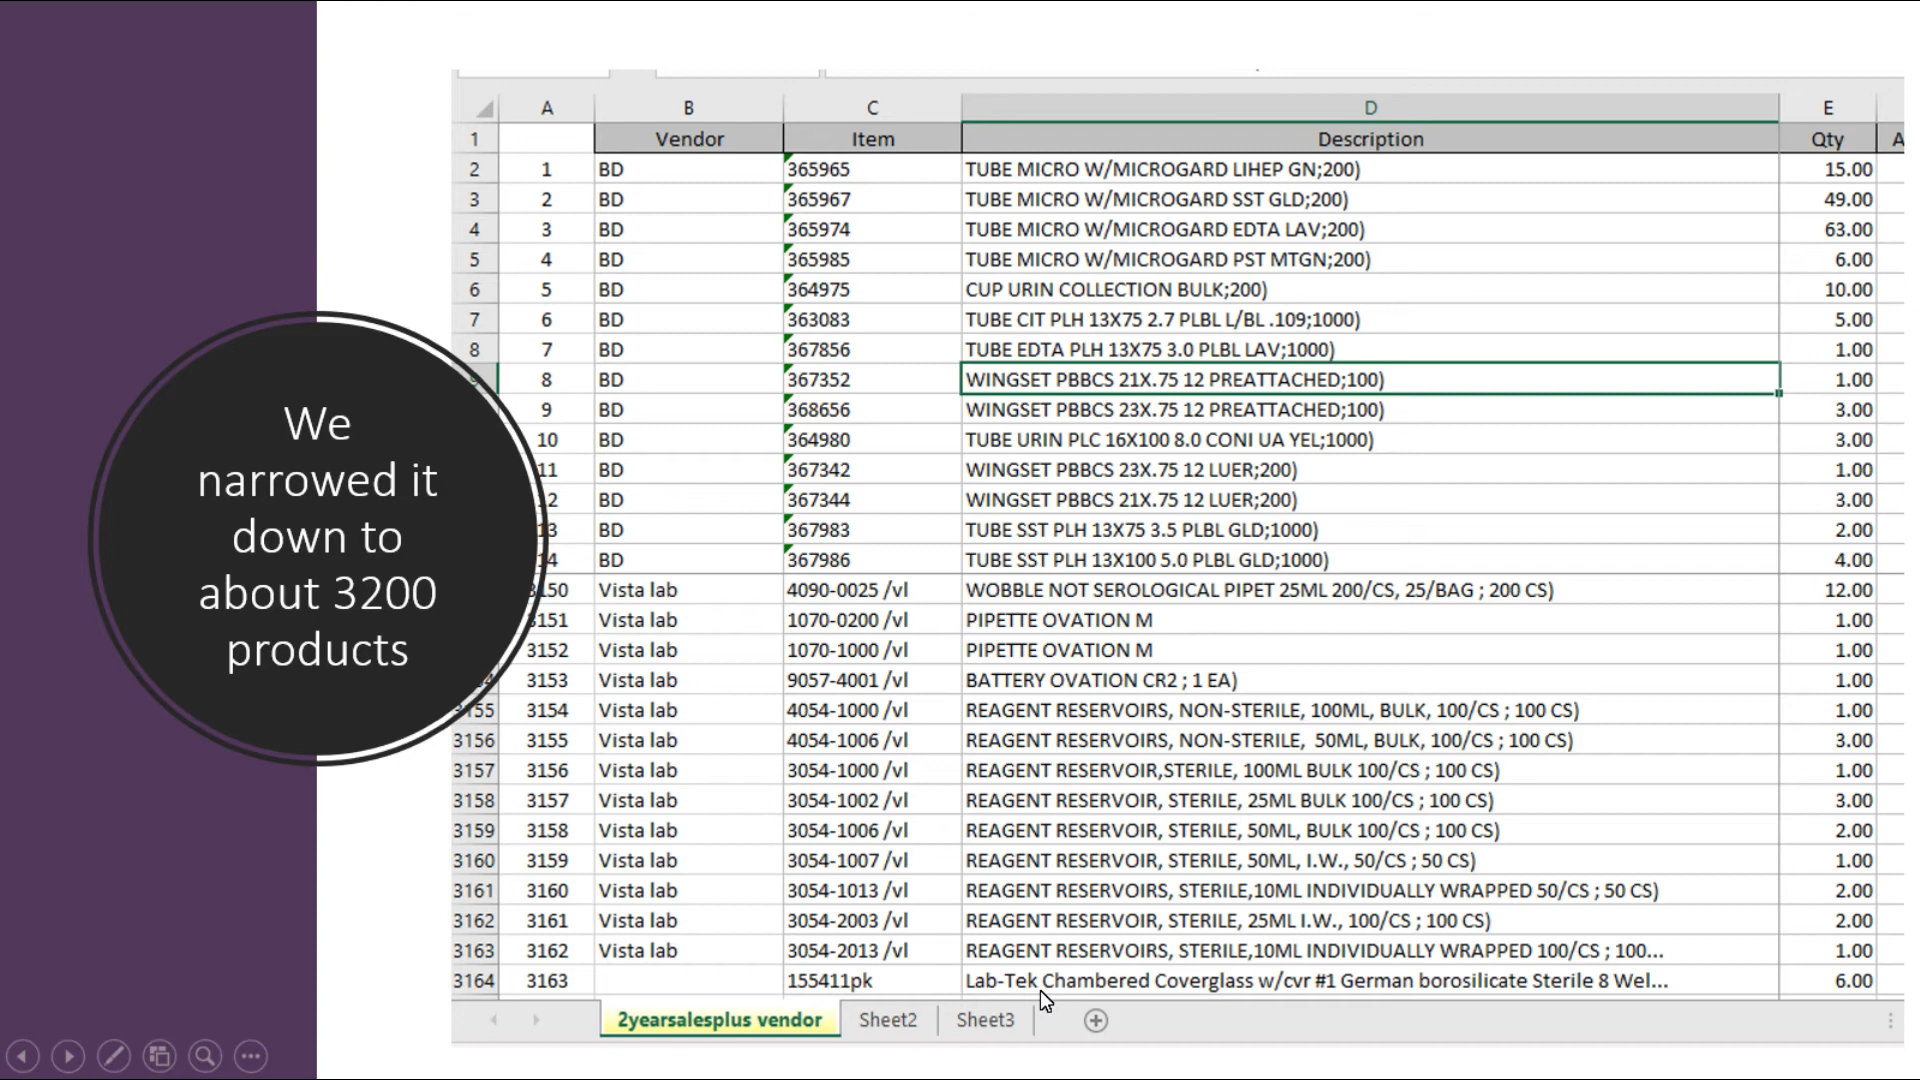 We
narrowed it
down to
about 3200
products
A B C D E
1 Vendor Item Description Qty A
2 1 BD 365965 TUBE MICRO W/MICROGARD LIHEP GN;200) 15.00
3 2 BD 365967 TUBE MICRO W/MICROGARD SST GLD;200) 49.00
4 3 BD 365974 TUBE MICRO W/MICROGARD EDTA LAV;200) 63.00
5 4 BD 365985 TUBE MICRO W/MICROGARD PST MTGN;200) 6.00
6 5 BD 364975 CUP URIN COLLECTION BULK;200) 10.00
7 6 BD 363083 TUBE CIT PLH 13X75 2.7 PLBL L/BL .109;1000) 5.00
8 7 BD 367856 TUBE EDTA PLH 13X75 3.0 PLBL LAV;1000) 1.00
8 BD 367352 WINGSET PBBCS 21X.75 12 PREATTACHED;100) 1.00
9 BD 368656 WINGSET PBBCS 23X.75 12 PREATTACHED;100) 3.00
10 BD 364980 TUBE URIN PLC 16X100 8.0 CONI UA YEL;1000) 3.00
11 BD 367342 WINGSET PBBCS 23X.75 12 LUER;200) 1.00
12 BD 367344 WINGSET PBBCS 21X.75 12 LUER;200) 3.00
13 BD 367983 TUBE SST PLH 13X75 3.5 PLBL GLD;1000) 2.00
14 BD 367986 TUBE SST PLH 13X100 5.0 PLBL GLD;1000) 4.00
3150 Vista lab 4090-0025 /vl WOBBLE NOT SEROLOGICAL PIPET 25ML 200/CS, 25/BAG ; 200 CS) 12.00
3151 Vista lab 1070-0200 /vl PIPETTE OVATION M 1.00
3152 Vista lab 1070-1000 /vl PIPETTE OVATION M 1.00
3153 Vista lab 9057-4001 /vl BATTERY OVATION CR2 ; 1 EA) 1.00
3155 3154 Vista lab 4054-1000 /vl REAGENT RESERVOIRS, NON-STERILE, 100ML, BULK, 100/CS ; 100 CS) 1.00
3156 3155 Vista lab 4054-1006 /vl REAGENT RESERVOIRS, NON-STERILE, 50ML, BULK, 100/CS ; 100 CS) 3.00
3157 3156 Vista lab 3054-1000 /vl REAGENT RESERVOIR,STERILE, 100ML BULK 100/CS ; 100 CS) 1.00
3158 3157 Vista lab 3054-1002 /vl REAGENT RESERVOIR, STERILE, 25ML BULK 100/CS ; 100 CS) 3.00
3159 3158 Vista lab 3054-1006 /vl REAGENT RESERVOIR, STERILE, 50ML, BULK 100/CS ; 100 CS) 2.00
3160 3159 Vista lab 3054-1007 /vl REAGENT RESERVOIR, STERILE, 50ML, I.W., 50/CS ; 50 CS) 1.00
3161 3160 Vista lab 3054-1013 /vl REAGENT RESERVOIRS, STERILE,10ML INDIVIDUALLY WRAPPED 50/CS ; 50 CS) 2.00
3162 3161 Vista lab 3054-2003 /vl REAGENT RESERVOIR, STERILE, 25ML I.W., 100/CS ; 100 CS) 2.00
3163 3162 Vista lab 3054-2013 /vl REAGENT RESERVOIRS, STERILE,10ML INDIVIDUALLY WRAPPED 100/CS ; 100... 1.00
3164 3163 155411pk Lab-Tek Chambered Coverglass w/cvr #1 German borosilicate Sterile 8 Wel... 6.00
2yearsalesplus vendor Sheet2 Sheet3